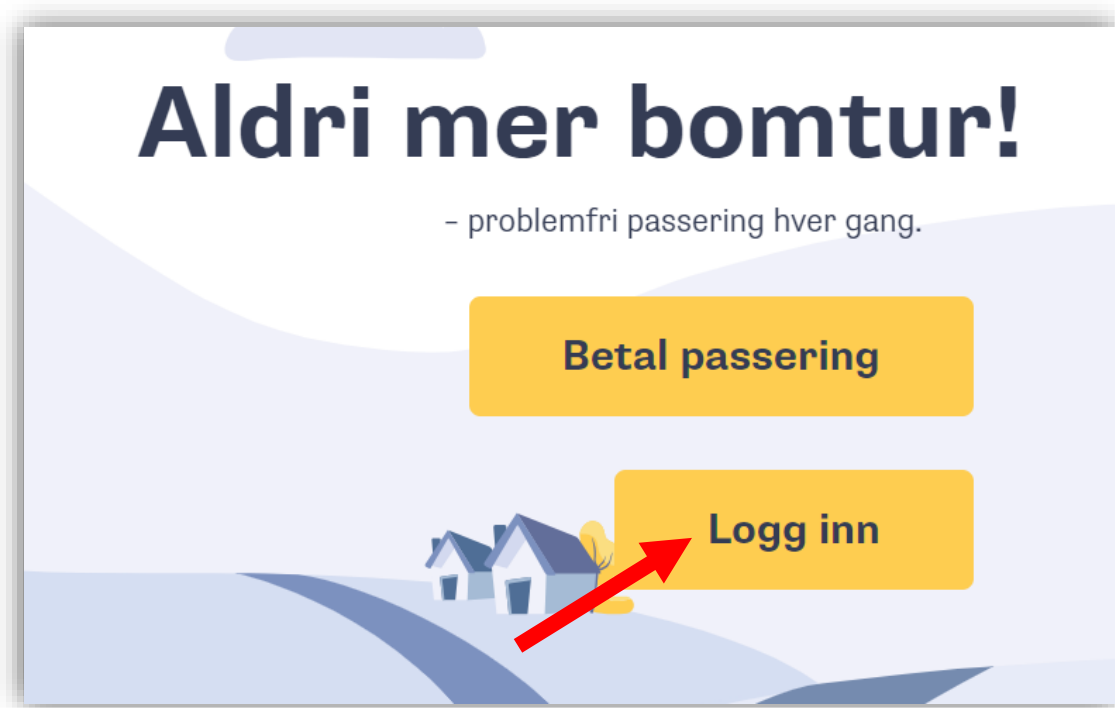 Aldri mer bomtur!
– problemfri passering hver gang.
Betal passering
Logg inn